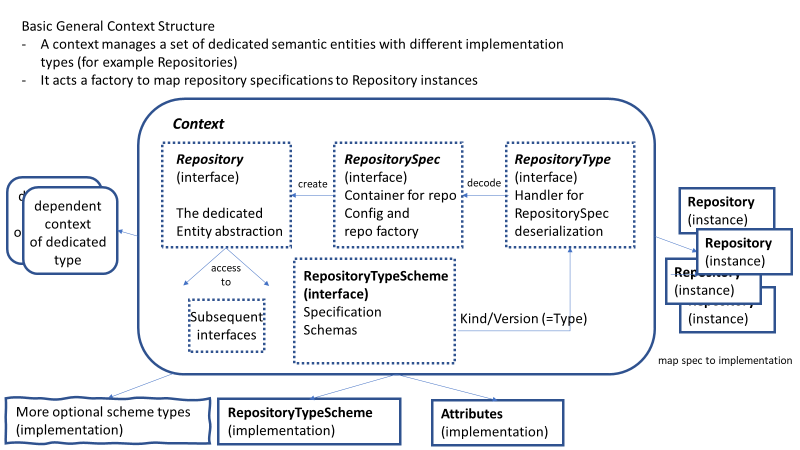 Basic General Context Structure
- A context manages a set of dedicated semantic entities with different implementation
types (for example Repositories)
- It acts a factory to map repository specifications to Repository instances
Context
Repository
(interface)
The dedicated
Entity abstraction
create
RepositorySpec
(interface)
Container for repo
Config and
repo factory
decode
RepositoryType
(interface)
Handler for
RepositorySpec
deserialization
d
o
dependent
context
of dedicated
type
access
to
Subsequent
interfaces
RepositoryTypeScheme
(interface)
Specification
Schemas
Kind/Version (=Type)
Repository
(instance)
Repository
(instance)
Repository
(instance)
Repository
(instance)
map spec to implementation
More optional scheme types
(implementation)
RepositoryTypeScheme
(implementation)
Attributes
(implementation)